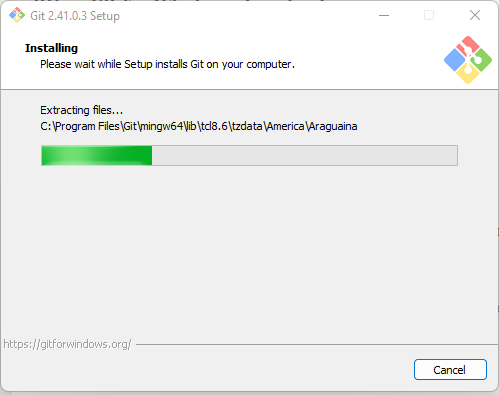 Git 2.41.0.3 Setup
Installing
Please wait while Setup installs Git on your computer.
Extracting files...
C:\Program Files\Git\mingw64\lib\tcl8.6\tzdata\America\Araguaina
https://gitforwindows.org/
Cancel